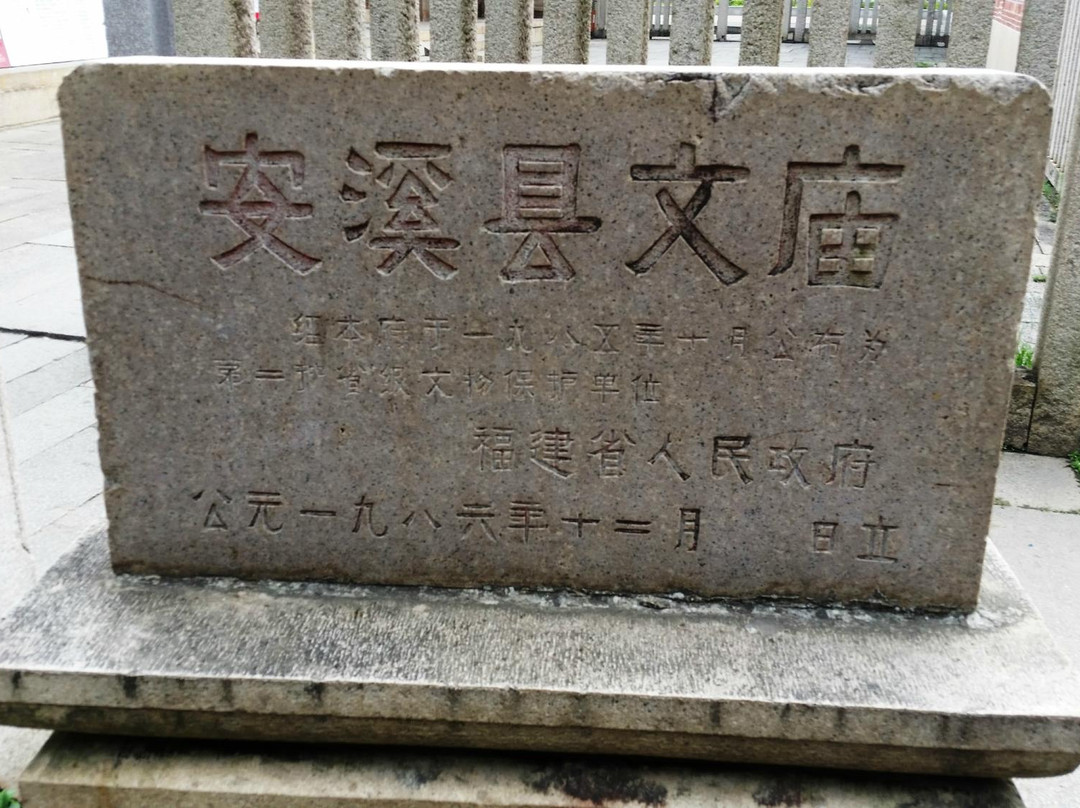 安溪县文庙
经本府于一九八五年十月公布为
第二批省级文物保护单位
福建省人民政府
公元一九八六年十二月 日立